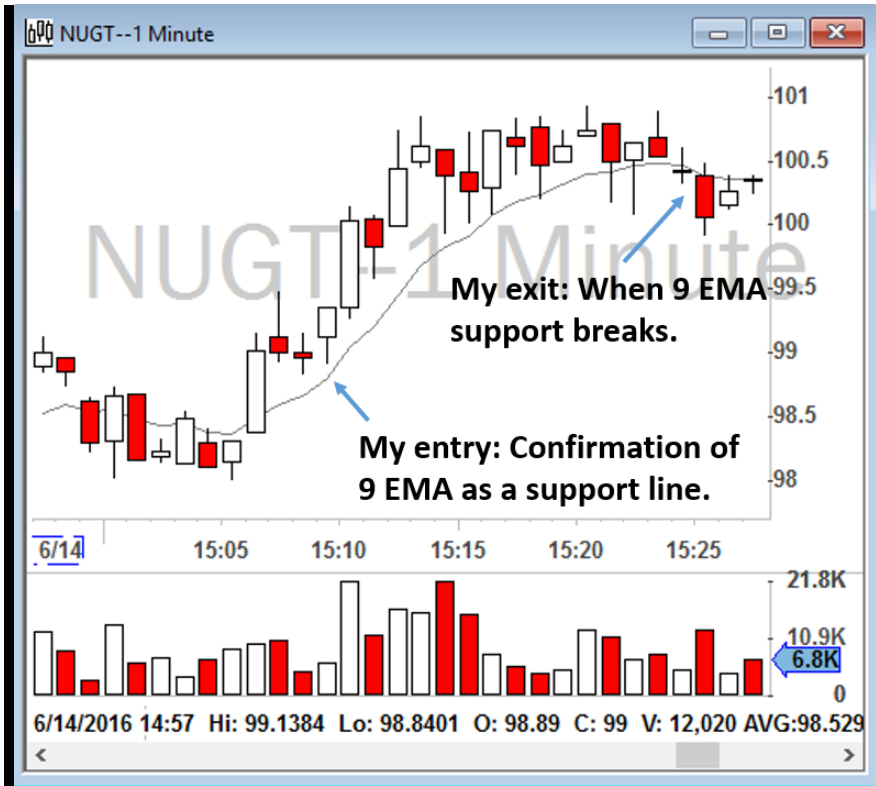 NUGT--1 Minute
101
100.5
100
NUGT--1 Minute
99.5
My exit: When 9 EMA
support breaks.
99
98.5
My entry: Confirmation of
9 EMA as a support line.
98
6/14 15:05 15:10 15:15 15:20 15:25
21.8K
10.9K
6.8K
0
6/14/2016 14:57 Hi: 99.1384 Lo: 98.8401 O: 98.89 C: 99 V: 12,020 AVG:98.529